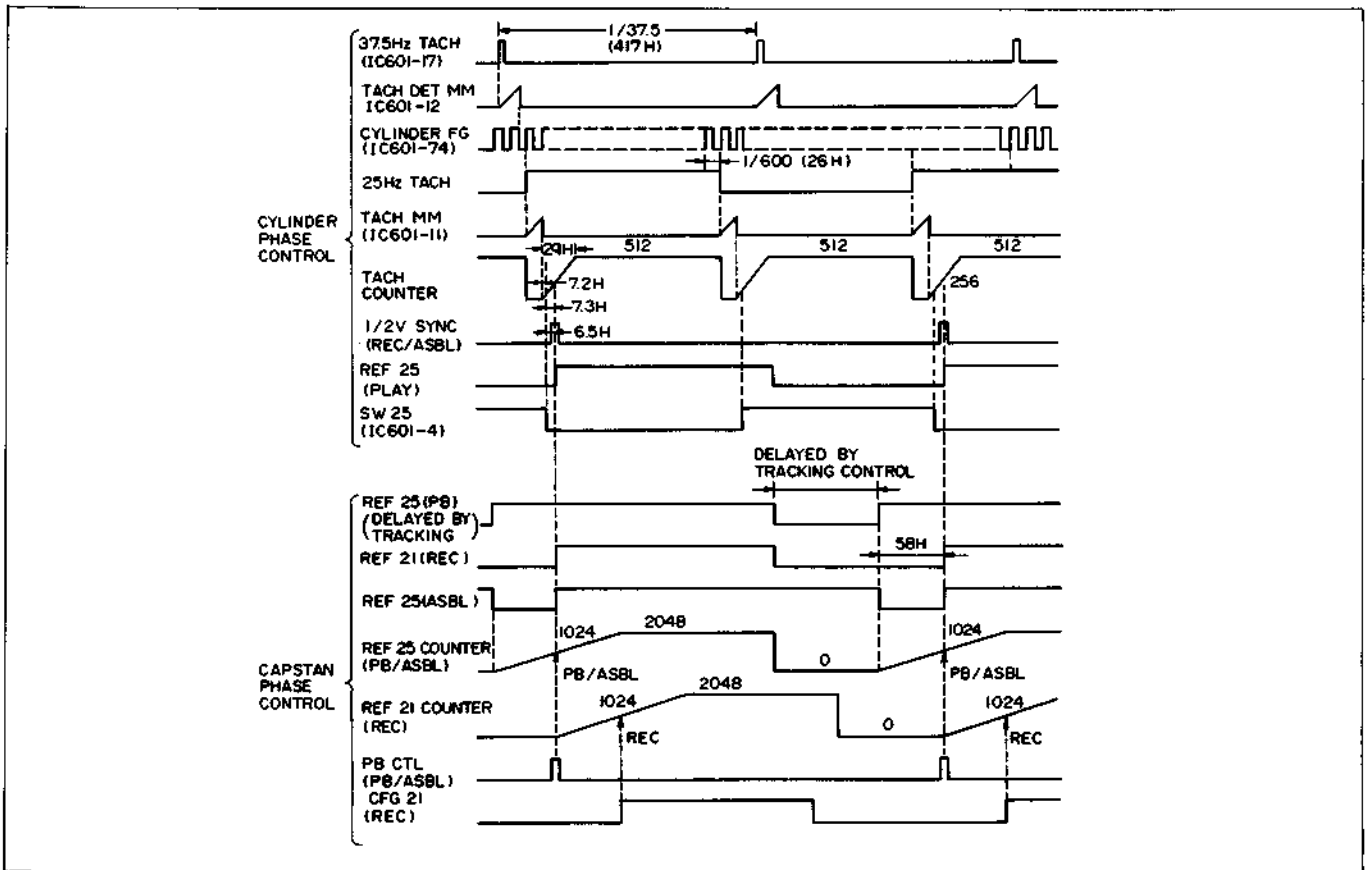 1/37.5
(417H)
37.5Hz TACH
(IC601-17)
TACH DET MM
IC601-12
CYLINDER FG
(IC601-74)
1/600 (26H)
25Hz TACH
CYLINDER
PHASE
CONTROL
TACH MM
(IC601-11)
29H 512 512 512
TACH
COUNTER
7.2H
256
7.3H
1/2V SYNC
(REC/ASBL)
6.5H
REF 25
(PLAY)
SW 25
(IC601-4)
DELAYED BY
TRACKING CONTROL
REF 25(PB)
(DELAYED BY
TRACKING)
REF 21(REC)
58H
REF 25(ASBL)
CAPSTAN
PHASE
CONTROL
1024 2048 1024
REF 25 COUNTER
(PB/ASBL)
0
PB/ASBL PB/ASBL
2048
REF 21 COUNTER
(REC)
1024 0 1024
REC REC
PB CTL
(PB/ASBL)
CFG 21
(REC)